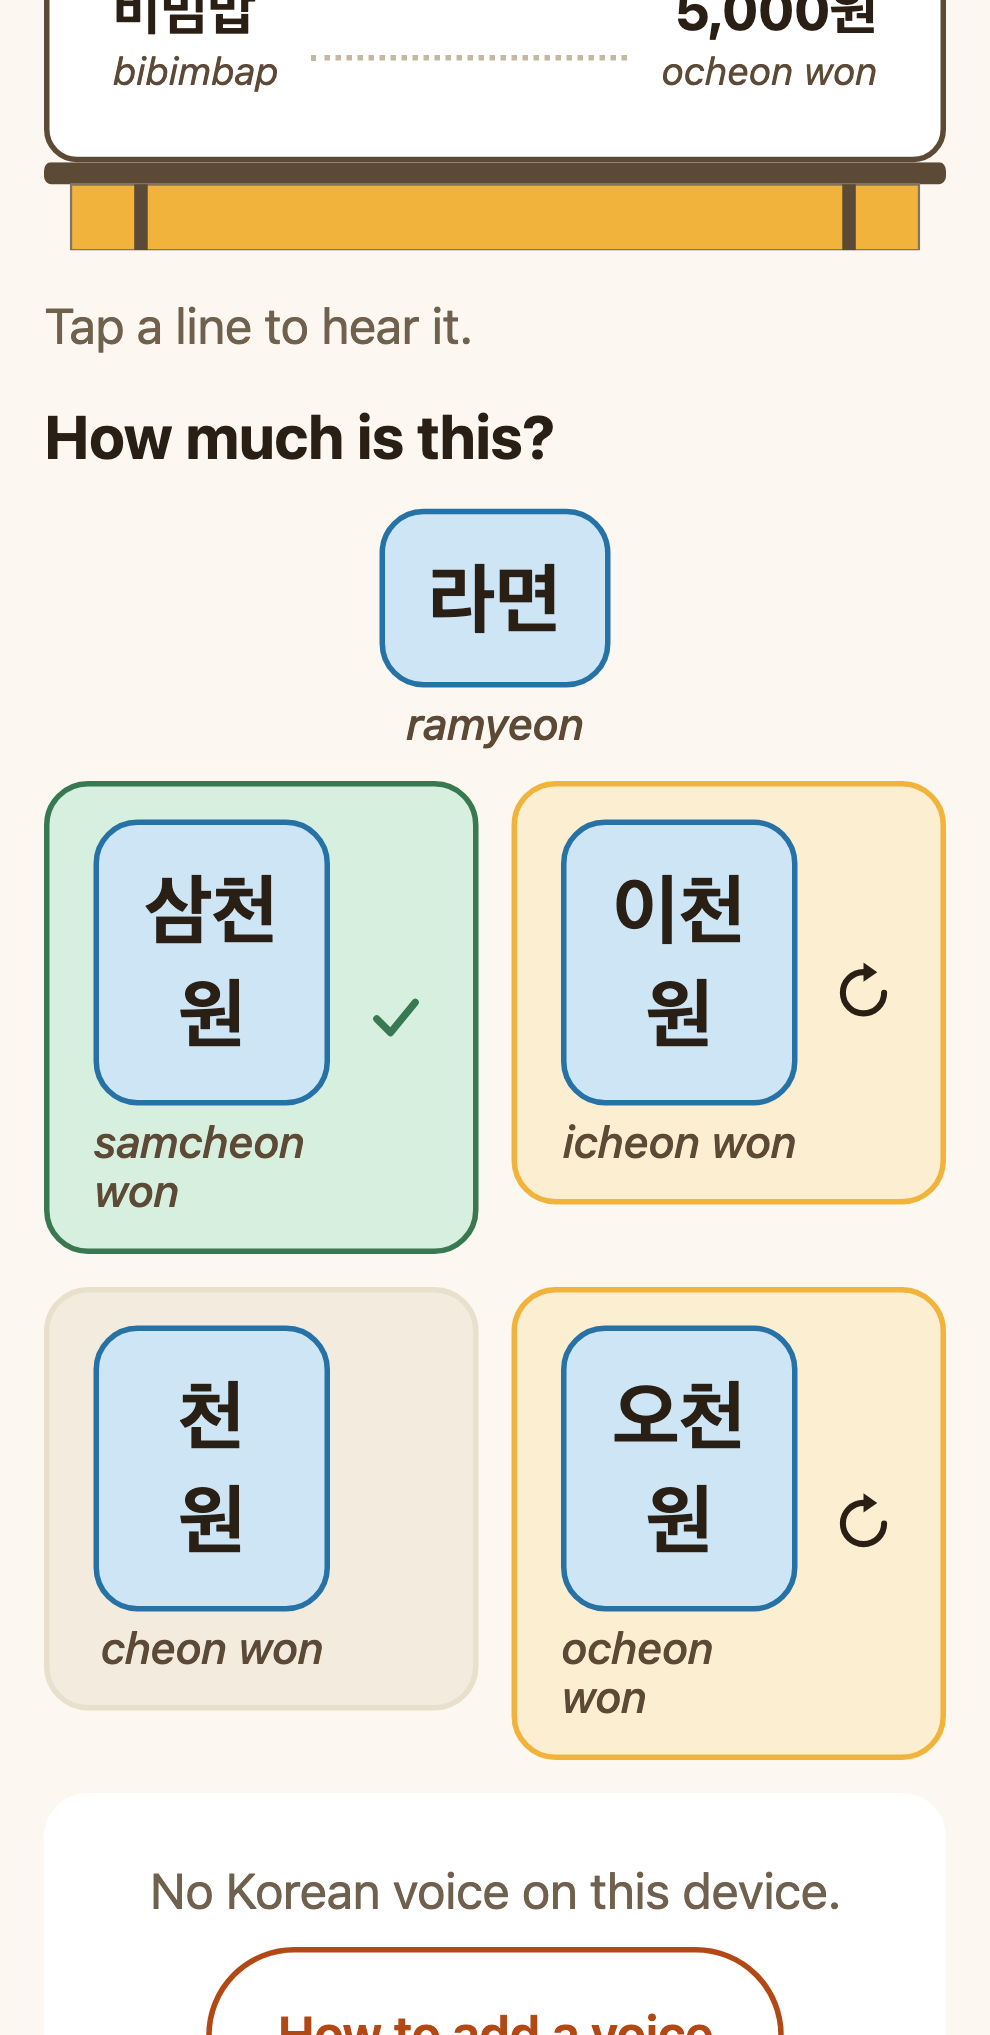 비빔밥 5,000원
bibimbap ocheon won
Tap a line to hear it.
How much is this?
라면
ramyeon
삼천
원
samcheon
won
이천
원
icheon won
천
원
cheon won
오천
원
ocheon
won
No Korean voice on this device.
How to add a voice